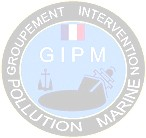 GROUPEMENT INTERVENTION
GIPM
POLLUTION MARINE